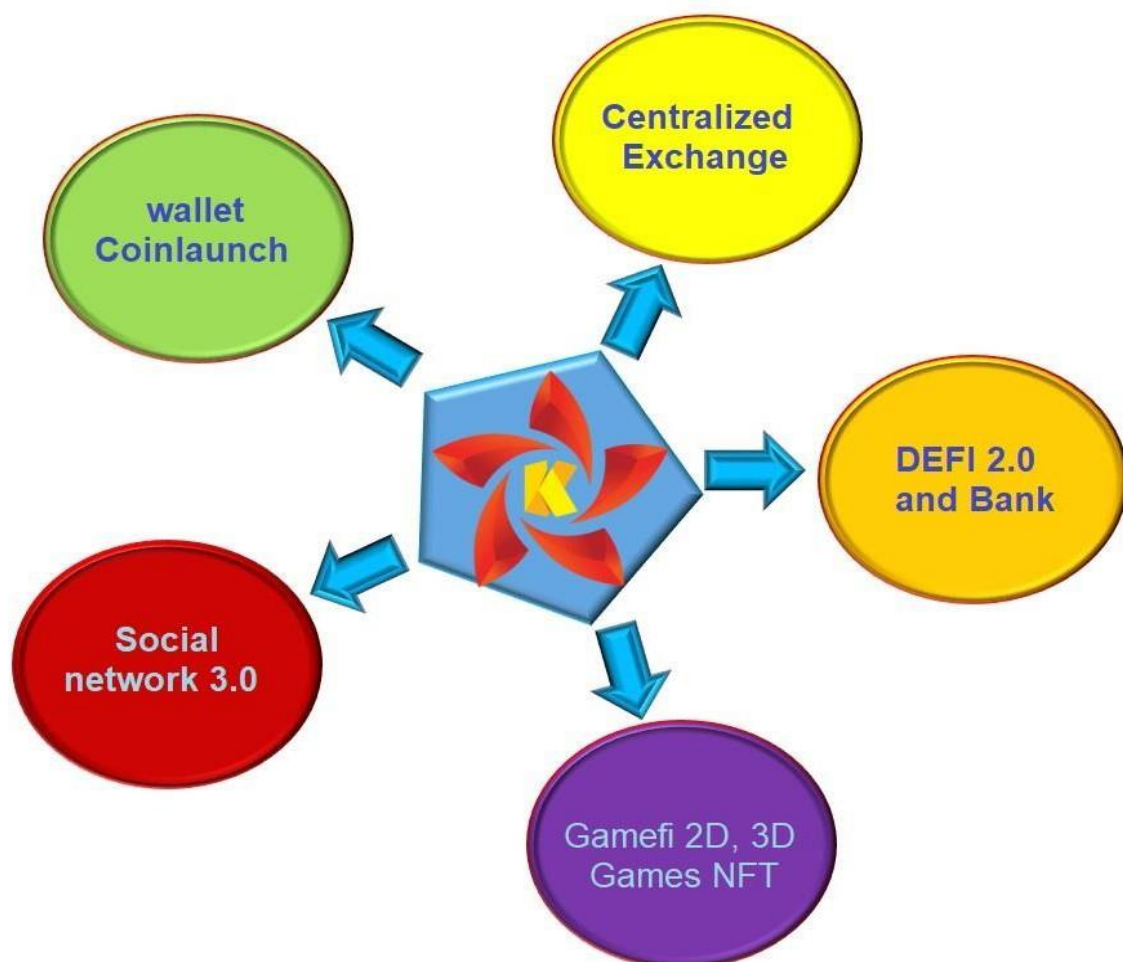 Centralized
Exchange
wallet
Coinlaunch
DEFI 2.0
and Bank
K
Social
network 3.0
Gamefi 2D, 3D
Games NFT